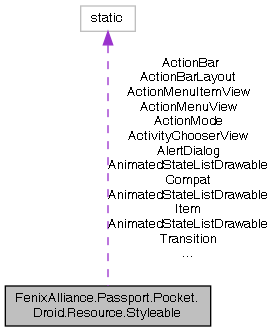 static
ActionBar
ActionBarLayout
ActionMenuItemView
ActionMenuView
ActionMode
ActivityChooserView
AlertDialog
AnimatedStateListDrawable
Compat
AnimatedStateListDrawable
Item
AnimatedStateListDrawable
Transition
...
FenixAlliance.Passport.Pocket.
Droid.Resource.Styleable